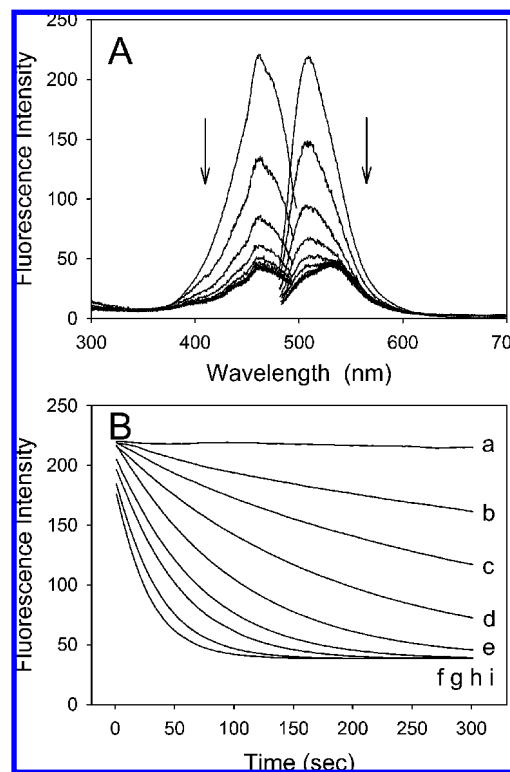 A
Fluorescence Intensity
250
200
150
100
50
0
300
400
500
600
70
Wavelength (nm)
B
Fluorescence Intensity
250
200
150
100
50
0
a
b
c
d
e
f g h i
0
50
100
150
200
250
300
Time (sec)